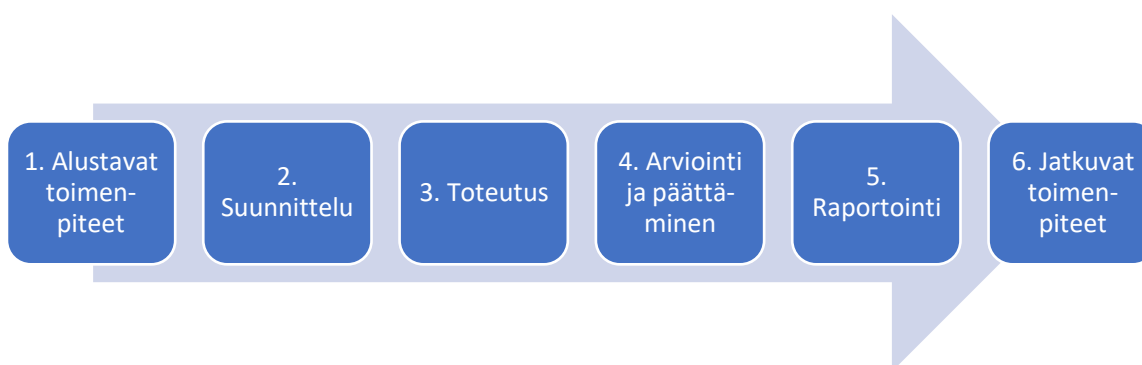 1. Alustavat
toimen-
piteet
2.
Suunnittelu
3. Toteutus
4. Arviointi
ja päättä-
minen
5.
Raportointi
6. Jatkuvat
toimen-
piteet